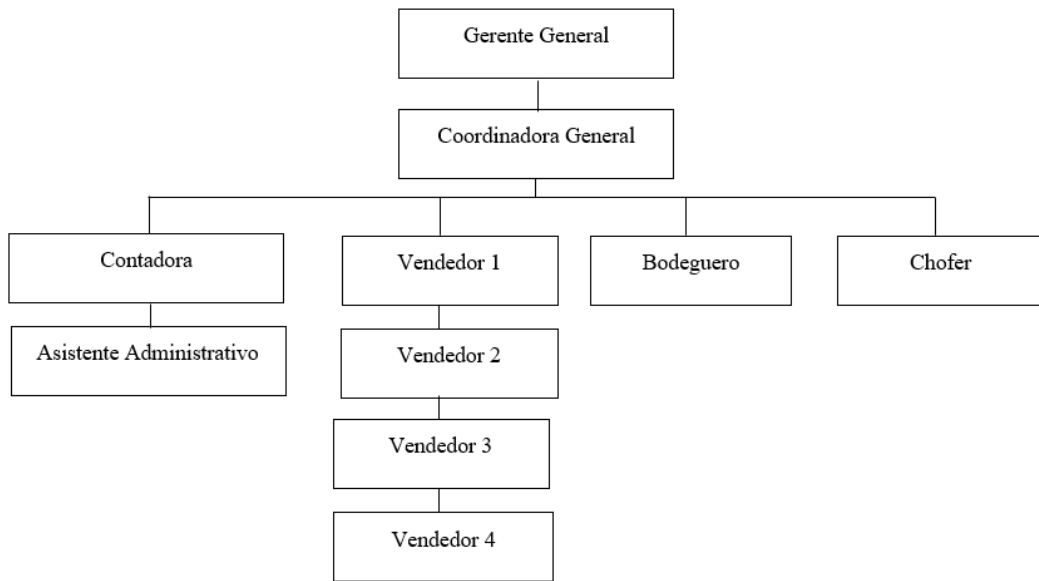 Gerente General
Coordinadora General
Contadora
Vendedor 1
Bodeguero
Chofer
Asistente Administrativo
Vendedor 2
Vendedor 3
Vendedor 4